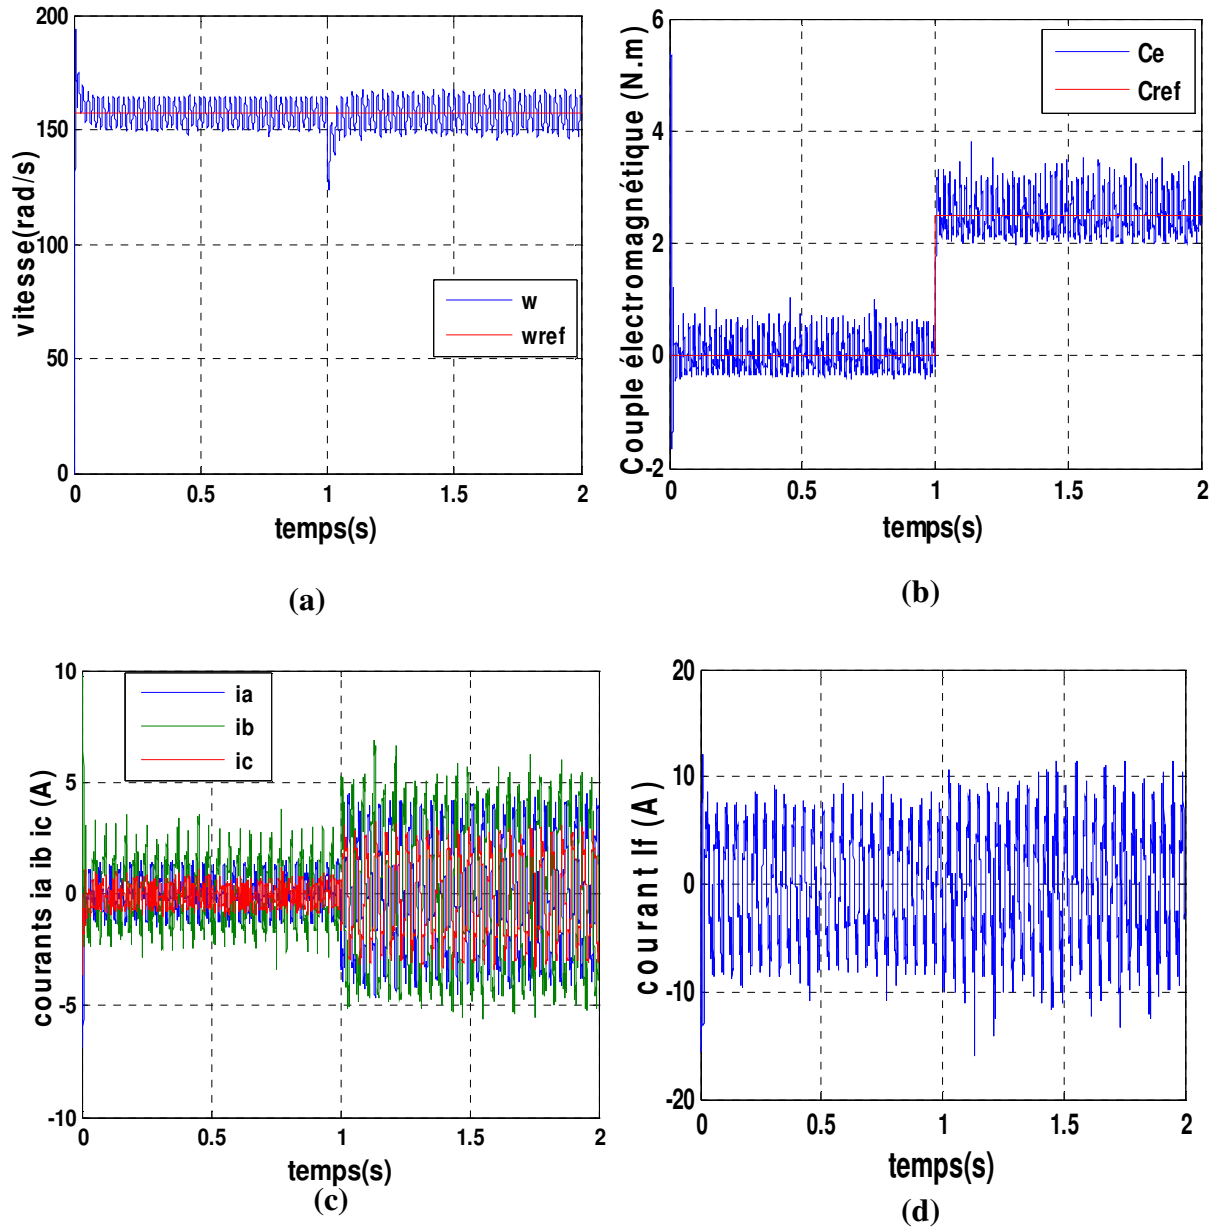 200
150
100
50
0
0
0.5
1
1.5
2
vitesse(rad/s)
temps(s)
w
wref
(a)
6
4
2
0
-2
0
0.5
1
1.5
2
Couple électromagnétique (N.m)
temps(s)
Ce
Cref
(b)
10
5
0
-5
-10
0
0.5
1
1.5
2
courants ia ib ic (A)
temps(s)
ia
ib
ic
(c)
20
10
0
-10
-20
0
0.5
1
1.5
2
courant If (A)
temps(s)
(d)